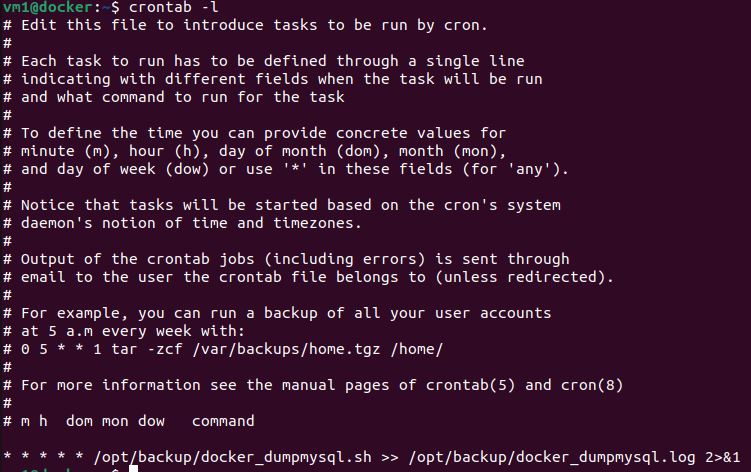 vm1@docker:~$ crontab -l
# Edit this file to introduce tasks to be run by cron.
#
# Each task to run has to be defined through a single line
# indicating with different fields when the task will be run
# and what command to run for the task
#
# To define the time you can provide concrete values for
# minute (m), hour (h), day of month (dom), month (mon),
# and day of week (dow) or use '*' in these fields (for 'any').
#
# Notice that tasks will be started based on the cron's system
# daemon's notion of time and timezones.
#
# Output of the crontab jobs (including errors) is sent through
# email to the user the crontab file belongs to (unless redirected).
#
# For example, you can run a backup of all your user accounts
# at 5 a.m every week with:
# 0 5 * * 1 tar -zcf /var/backups/home.tgz /home/
#
# For more information see the manual pages of crontab(5) and cron(8)
#
# m h  dom mon dow   command
* * * * * /opt/backup/docker_dumpmysql.sh >> /opt/backup/docker_dumpmysql.log 2>&1